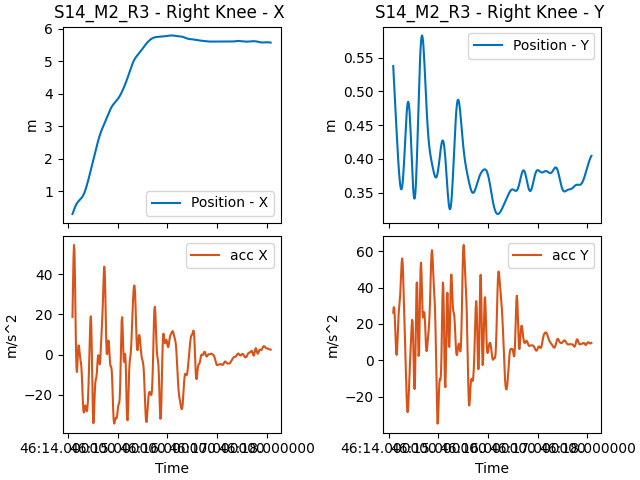 S14_M2_R3 - Right Knee - X
S14_M2_R3 - Right Knee - Y
6
5
4
3
2
1
m
Position - X
0.55
0.50
0.45
0.40
0.35
m
Position - Y
40
20
0
−20
m/s^2
acc X
60
40
20
0
−20
m/s^2
acc Y
Time
Time